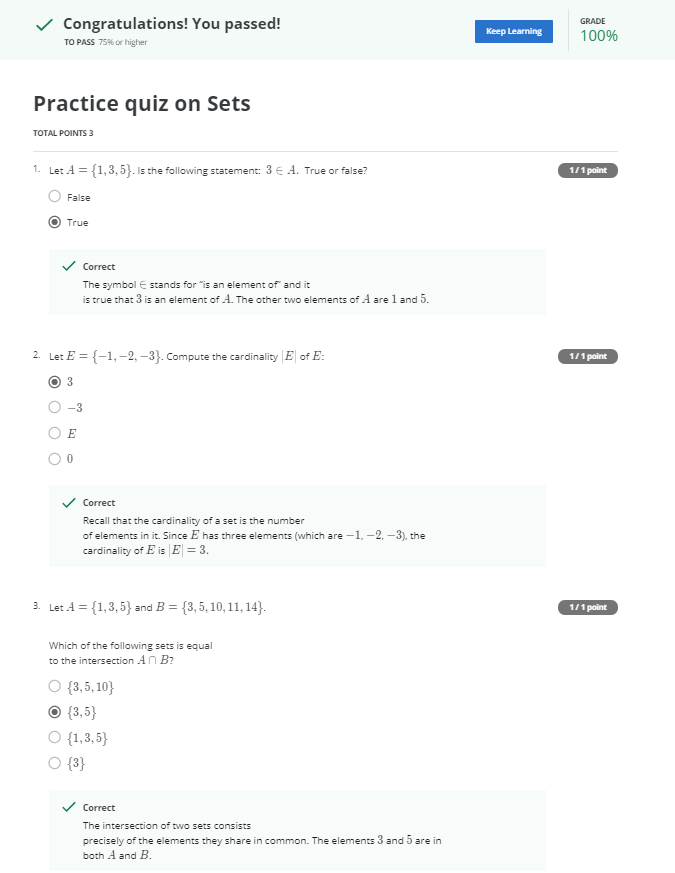 Congratulations! You passed!
TO PASS 75% or higher
Keep Learning
GRADE
100%
Practice quiz on Sets
TOTAL POINTS 3
1. Let A = {1, 3, 5}. Is the following statement: 3 ∈ A. True or false?
1 / 1 point
False
True
Correct
The symbol ∈ stands for "is an element of" and it
is true that 3 is an element of A. The other two elements of A are 1 and 5.
2. Let E = {−1, −2, −3}. Compute the cardinality |E| of E:
1 / 1 point
3
−3
E
0
Correct
Recall that the cardinality of a set is the number
of elements in it. Since E has three elements (which are −1, −2, −3), the
cardinality of E is |E| = 3.
3. Let A = {1, 3, 5} and B = {3, 5, 10, 11, 14}.
1 / 1 point
Which of the following sets is equal
to the intersection A ∩ B?
{3, 5, 10}
{3, 5}
{1, 3, 5}
{3}
Correct
The intersection of two sets consists
precisely of the elements they share in common. The elements 3 and 5 are in
both A and B.